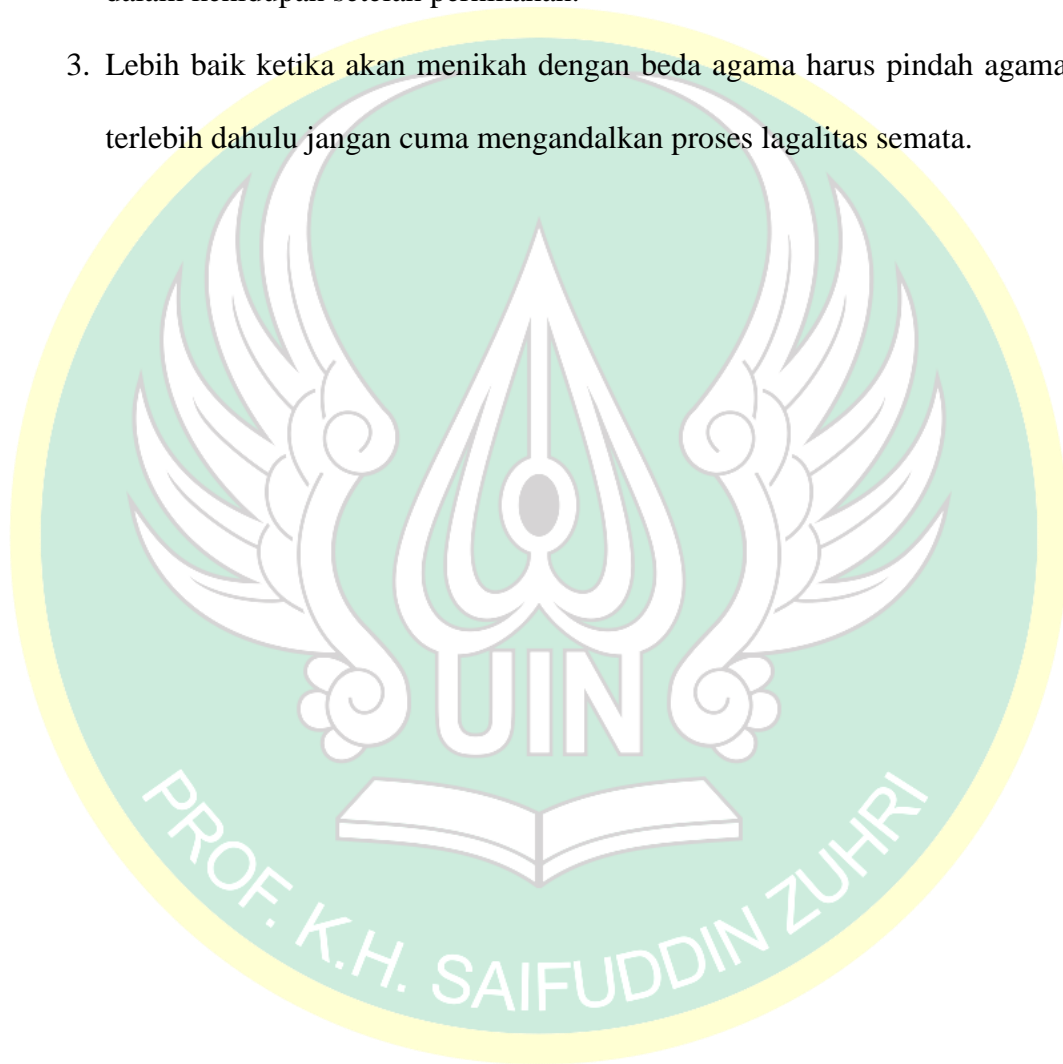 dalam kehidupan setelah pernikahan.
3. Lebih baik ketika akan menikah dengan beda agama harus pindah agama
terlebih dahulu jangan cuma mengandalkan proses lagalitas semata.
UIN
PROF. K.H. SAIFUDDIN ZUHRI